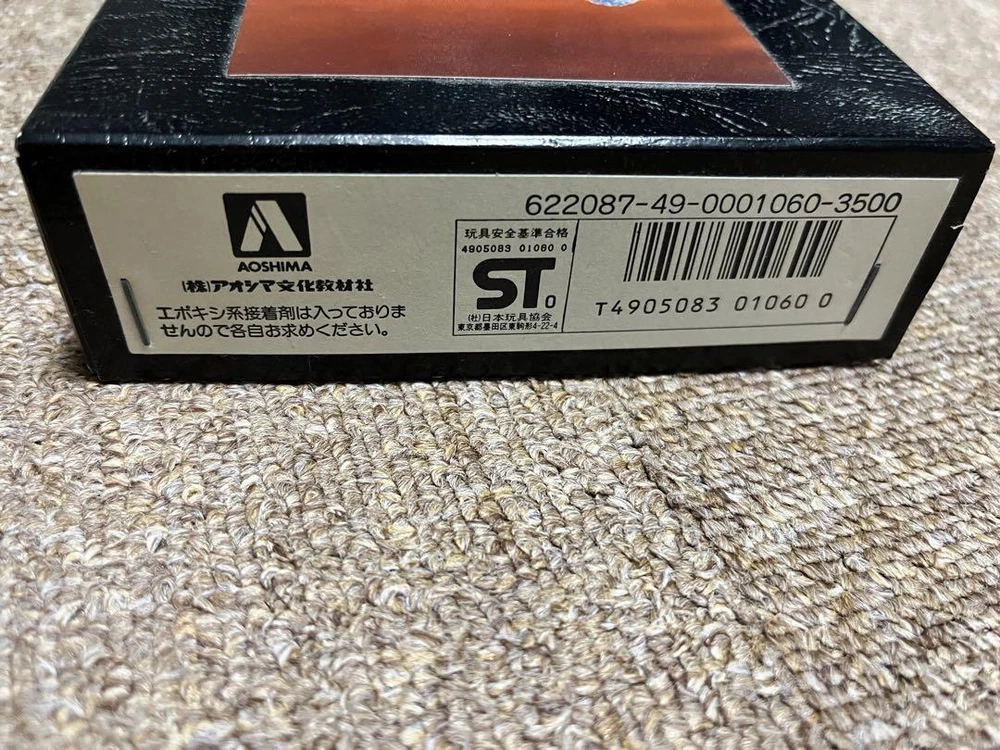 AOSHIMA
(株)アオシマ文化教材社
エポキシ系接着剤は入っておりま
せんので各自お求めください。
622087-49-0001060-3500
玩具安全基準合格
4905083 01060 0
ST0
(社)日本玩具協会
東京都墨田区東駒形4-22-4
T4905083 01060 0